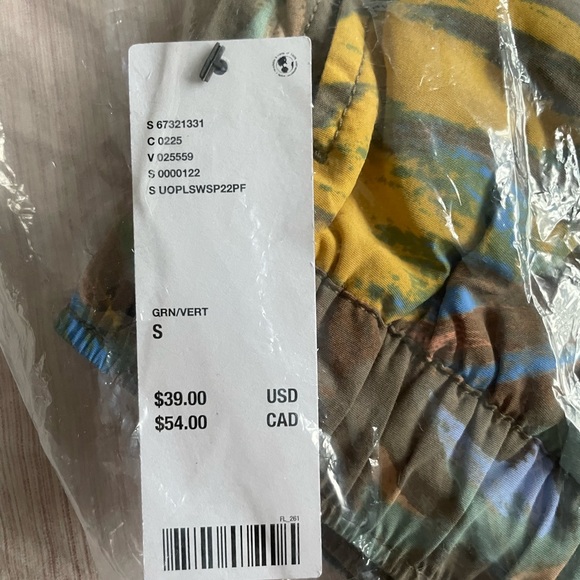 S 67321331
C 0225
V 025559
S 0000122
S UOPLSWSP22PF
GRN/VERT
S
$39.00 USD
$54.00 CAD
FL_261